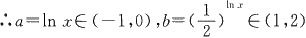 ∴a=ln x∈(-1,0),b=(1/2)^{ln x}∈(1,2)